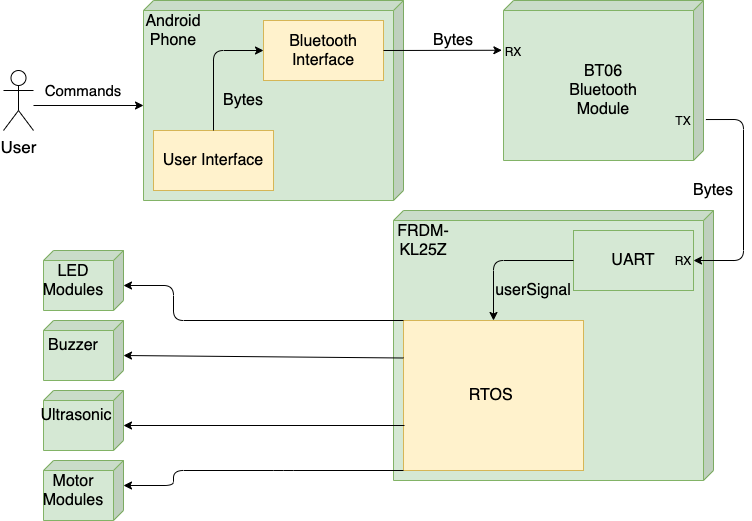 Android
Phone
Bluetooth
Interface
Bytes
RX
BT06
Bluetooth
Module
Commands
Bytes
TX
User
User Interface
Bytes
FRDM-
KL25Z
UART
RX
userSignal
LED
Modules
Buzzer
RTOS
Ultrasonic
Motor
Modules